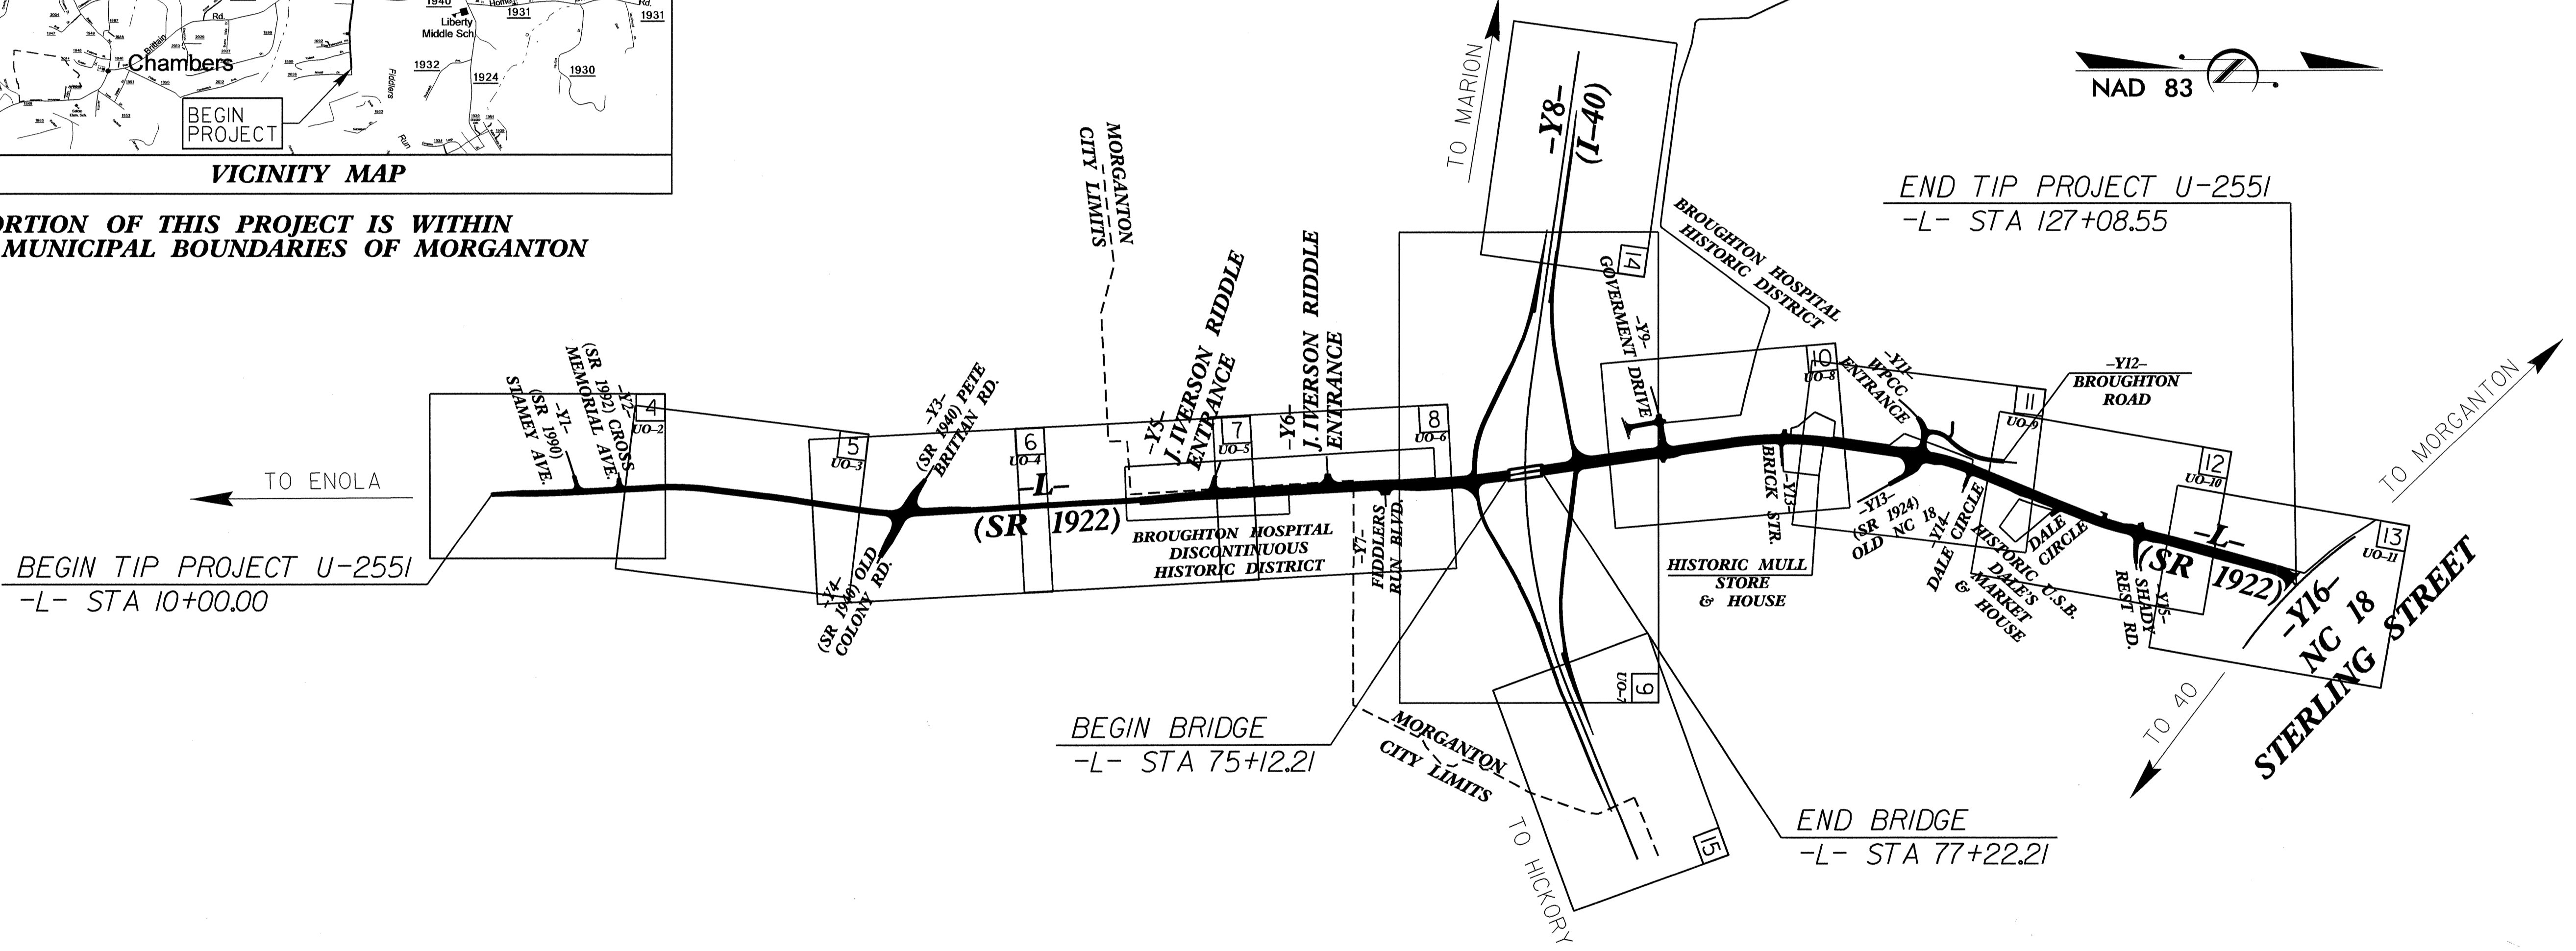 1940
Home
Rd.
Liberty
Middle Sch.
1931
1931
Rd.
Brittain
Chambers
1932
1924
1930
Fiddlers
Run
BEGIN
PROJECT
VICINITY MAP
ORTION OF THIS PROJECT IS WITHIN
MUNICIPAL BOUNDARIES OF MORGANTON
NAD 83
TO MARION
-Y8-
(I-40)
END TIP PROJECT U-2551
-L- STA 127+08.55
MORGANTON
CITY LIMITS
BROUGHTON HOSPITAL
HISTORIC DISTRICT
14
-Y9-
GOVERMENT DRIVE
-Y5-
J. IVERSON RIDDLE
ENTRANCE
-Y6-
J. IVERSON RIDDLE
ENTRANCE
-Y1-
(SR 1990)
STAMEY AVE.
-Y2-
(SR 1992) CROSS
MEMORIAL AVE.
4
UO-2
5
UO-3
-Y3-
(SR 1940) PETE
BRITTIAN RD.
6
UO-4
7
UO-5
8
UO-6
10
UO-8
-Y11-
WPCC
ENTRANCE
11
UO-9
-Y12-
BROUGHTON
ROAD
12
UO-10
13
UO-11
TO MORGANTON
TO ENOLA
-L-
(SR 1922)
BROUGHTON HOSPITAL
DISCONTINUOUS
HISTORIC DISTRICT
-Y7-
FIDDLERS
RUN BLVD.
BEGIN TIP PROJECT U-2551
-L- STA 10+00.00
-Y4-
(SR 1940) OLD
COLONY RD.
-Y13-
BRICK STR.
HISTORIC MULL
STORE
& HOUSE
-Y13-
(SR 1924)
OLD NC 18
-Y14-
DALE CIRCLE
DALE
CIRCLE
HISTORIC U.S.B.
DALE'S
MARKET
& HOUSE
-Y15-
SHADY
REST RD.
-L-
(SR 1922)
-Y16-
NC 18
STERLING STREET
TO 40
9
UO-7
BEGIN BRIDGE
-L- STA 75+12.21
MORGANTON
CITY LIMITS
15
TO HICKORY
END BRIDGE
-L- STA 77+22.21